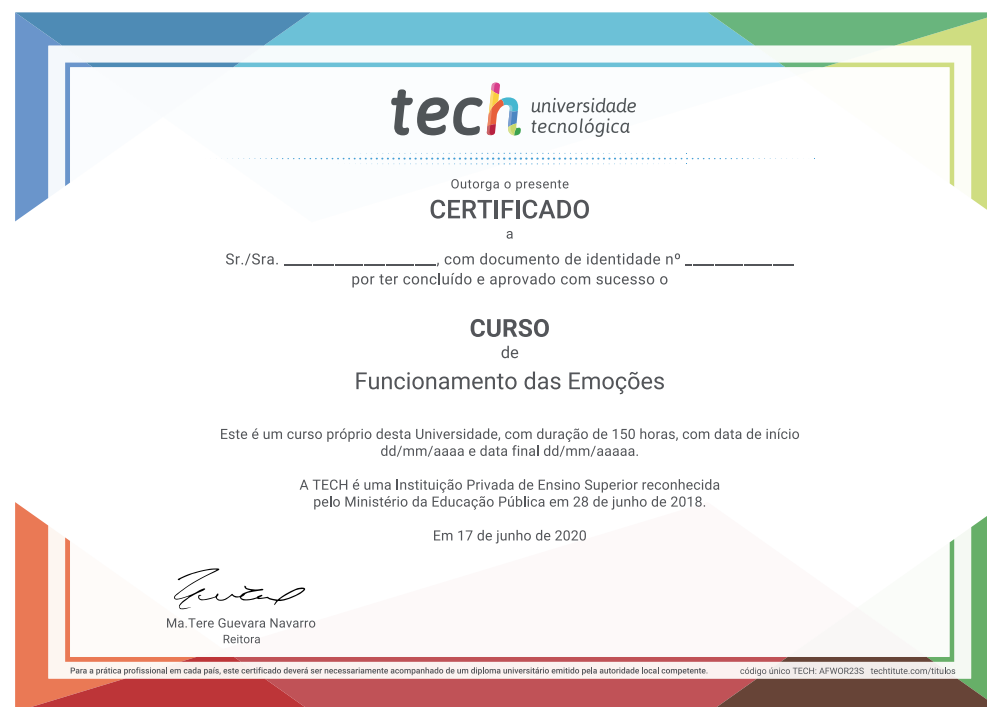 tech universidade
tecnológica
Outorga o presente
CERTIFICADO
a
Sr./Sra. ____________________, com documento de identidade nº ______________
por ter concluído e aprovado com sucesso o
CURSO
de
Funcionamento das Emoções
Este é um curso próprio desta Universidade, com duração de 150 horas, com data de início
dd/mm/aaaa e data final dd/mm/aaaaa.
A TECH é uma Instituição Privada de Ensino Superior reconhecida
pelo Ministério da Educação Pública em 28 de junho de 2018.
Em 17 de junho de 2020
Ma.Tere Guevara Navarro
Reitora
Para a prática profissional em cada país, este certificado deverá ser necessariamente acompanhado de um diploma universitário emitido pela autoridade local competente. código único TECH: AFWOR23S techtitute.com/titulos